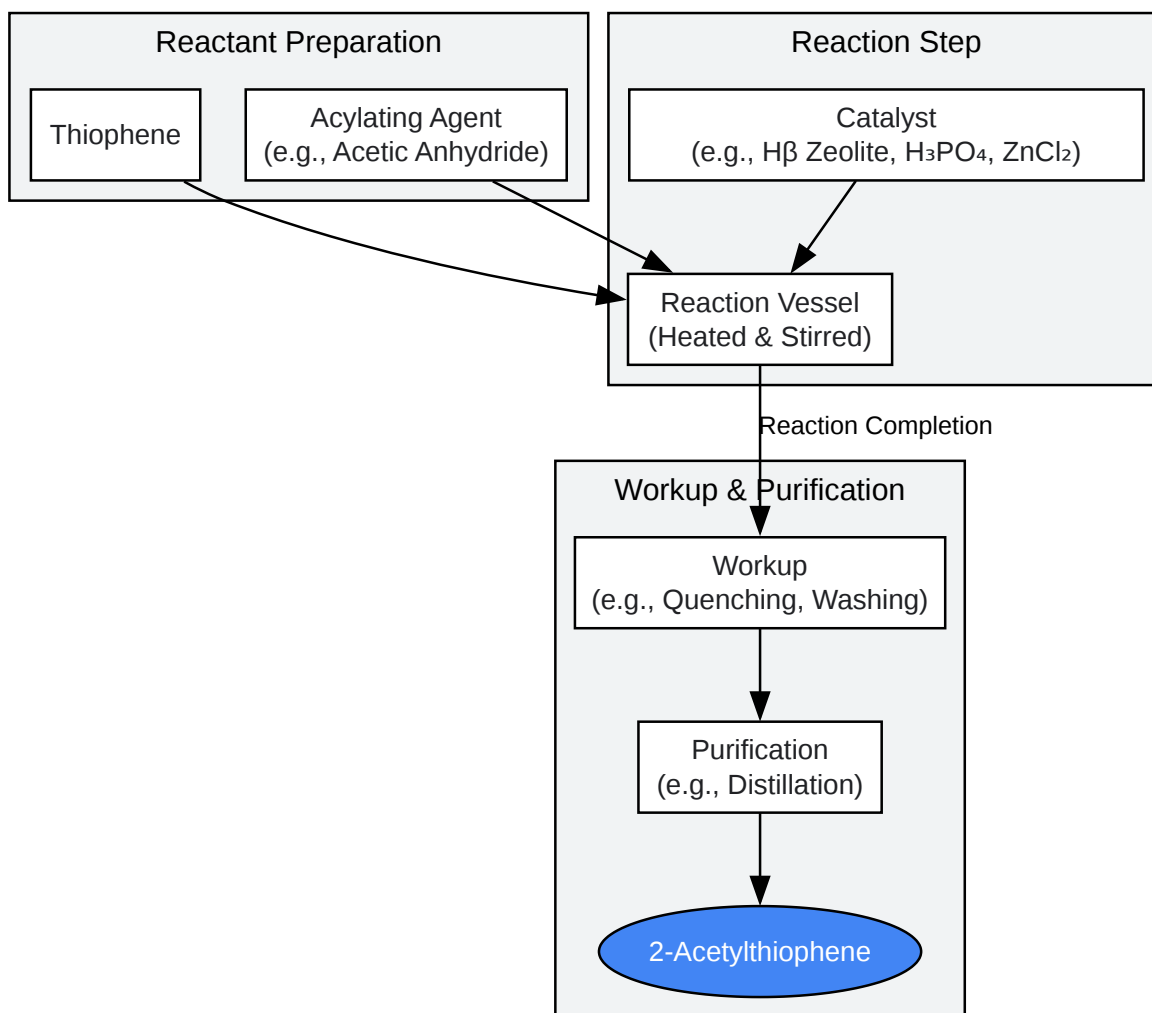 Reactant Preparation
Thiophene
Acylating Agent
(e.g., Acetic Anhydride)
Reaction Step
Catalyst
(e.g., Hβ Zeolite, H₃PO₄, ZnCl₂)
Reaction Vessel
(Heated & Stirred)
Reaction Completion
Workup & Purification
Workup
(e.g., Quenching, Washing)
Purification
(e.g., Distillation)
2-Acetylthiophene